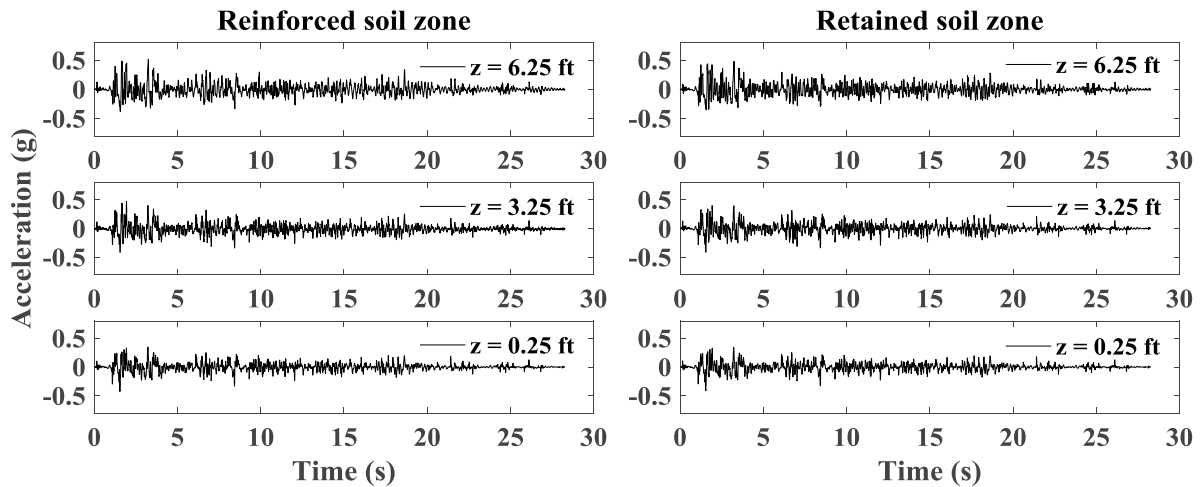 Reinforced soil zone
Retained soil zone
Acceleration (g)
0.5
0
-0.5
z = 6.25 ft
0 5 10 15 20 25 30
0.5
0
-0.5
z = 6.25 ft
0 5 10 15 20 25 30
0.5
0
-0.5
z = 3.25 ft
0 5 10 15 20 25 30
0.5
0
-0.5
z = 3.25 ft
0 5 10 15 20 25 30
0.5
0
-0.5
z = 0.25 ft
0 5 10 15 20 25 30
Time (s)
0.5
0
-0.5
z = 0.25 ft
0 5 10 15 20 25 30
Time (s)